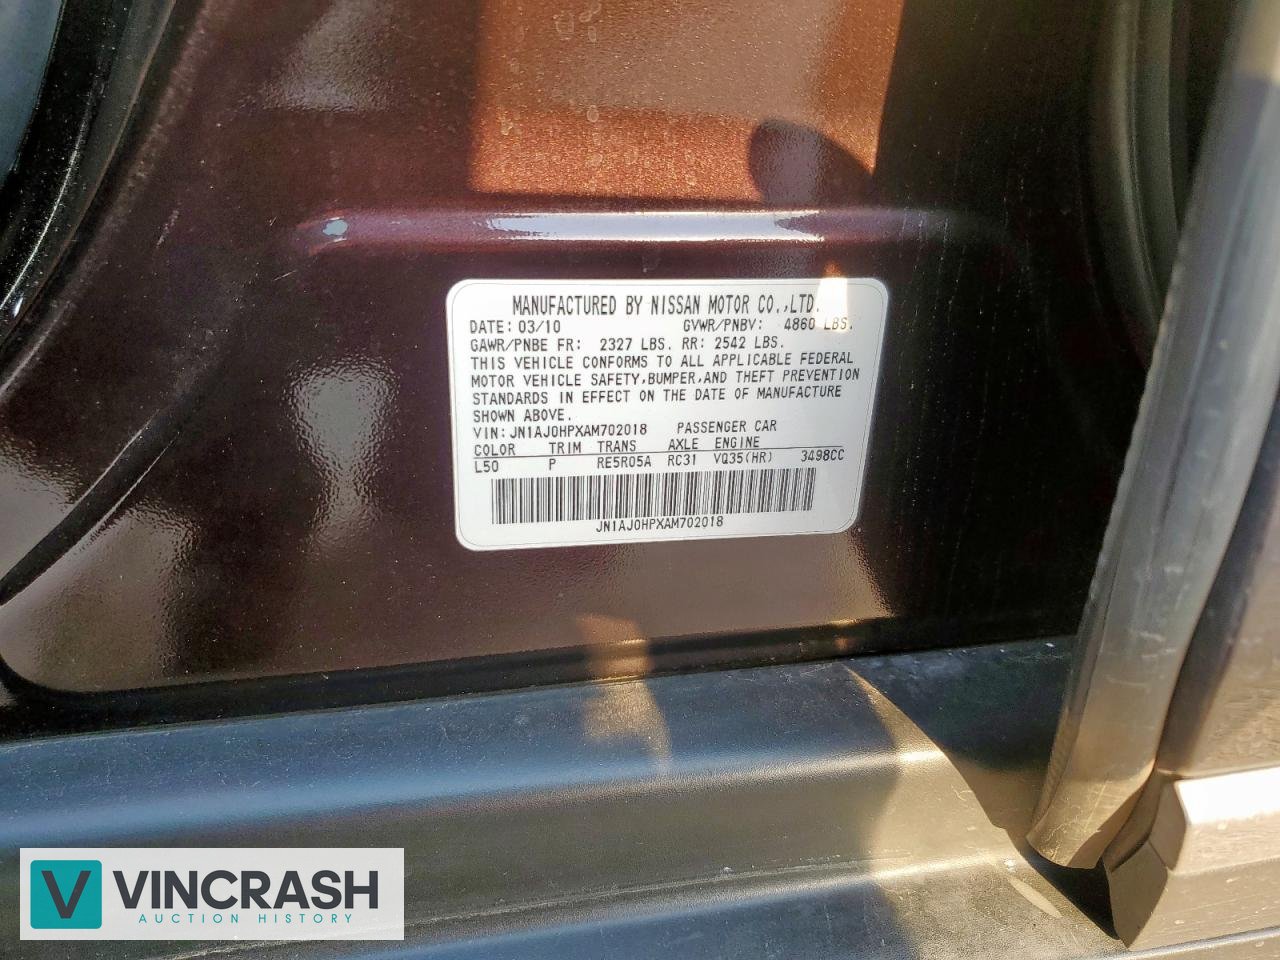 MANUFACTURED BY NISSAN MOTOR CO.,LTD.
DATE: 03/10 GVWR/PNBV: 4860 LBS.
GAWR/PNBE FR: 2327 LBS. RR: 2542 LBS.
THIS VEHICLE CONFORMS TO ALL APPLICABLE FEDERAL
MOTOR VEHICLE SAFETY,BUMPER,AND THEFT PREVENTION
STANDARDS IN EFFECT ON THE DATE OF MANUFACTURE
SHOWN ABOVE.
VIN:JN1AJ0HPXAM702018 PASSENGER CAR
COLOR TRIM TRANS AXLE ENGINE
L50 P RE5R05A RC31 VQ35(HR) 3498CC
JN1AJ0HPXAM702018
V VINCRASH
AUCTION HISTORY